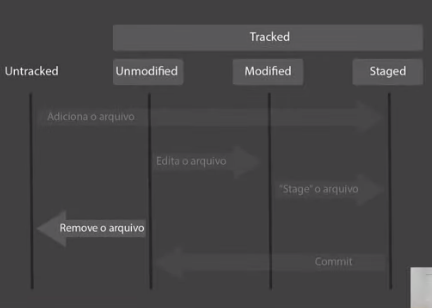 Tracked
Untracked
Unmodified
Modified
Staged
Adiciona o arquivo
Edita o arquivo
"Stage" o arquivo
Remove o arquivo
Commit